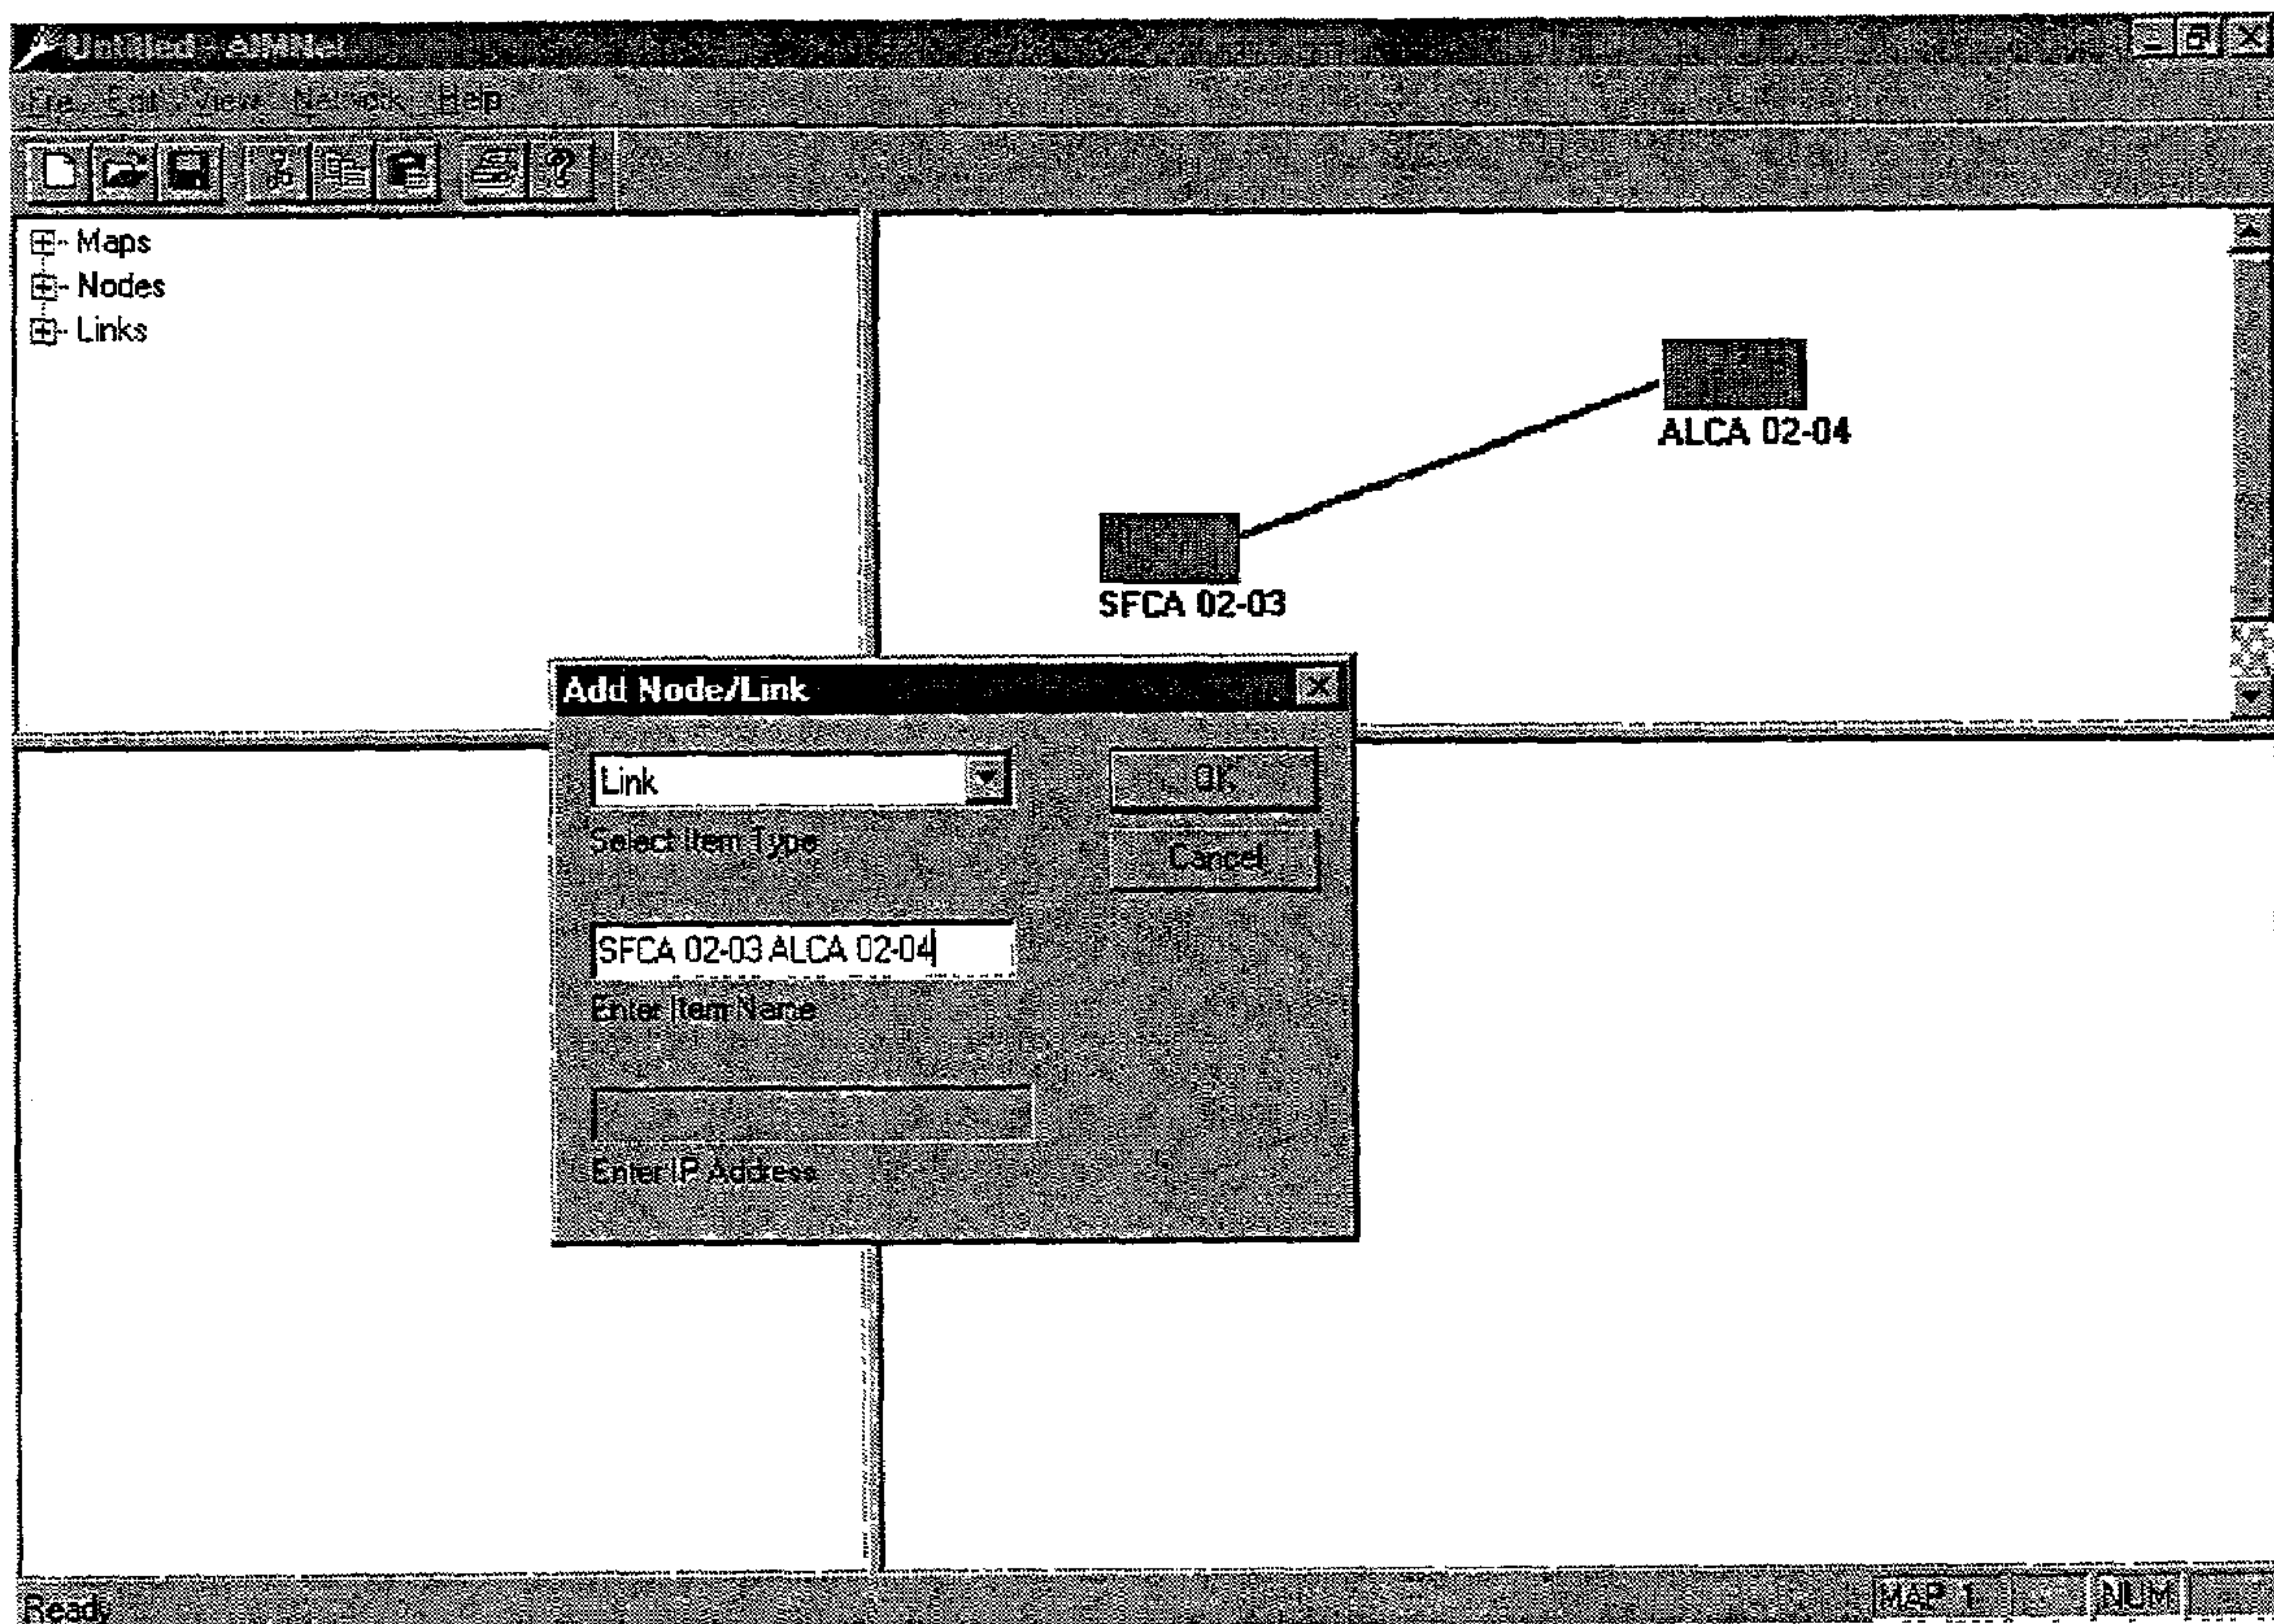 Untitled - AIMNet
File Edit View Network Help
Maps
Nodes
Links
ALCA 02-04
SFCA 02-03
Add Node/Link
Link
OK
Select Item Type
Cancel
SFCA 02-03 ALCA 02-04
Enter Item Name
Enter IP Address
Ready
MAP 1
NUM